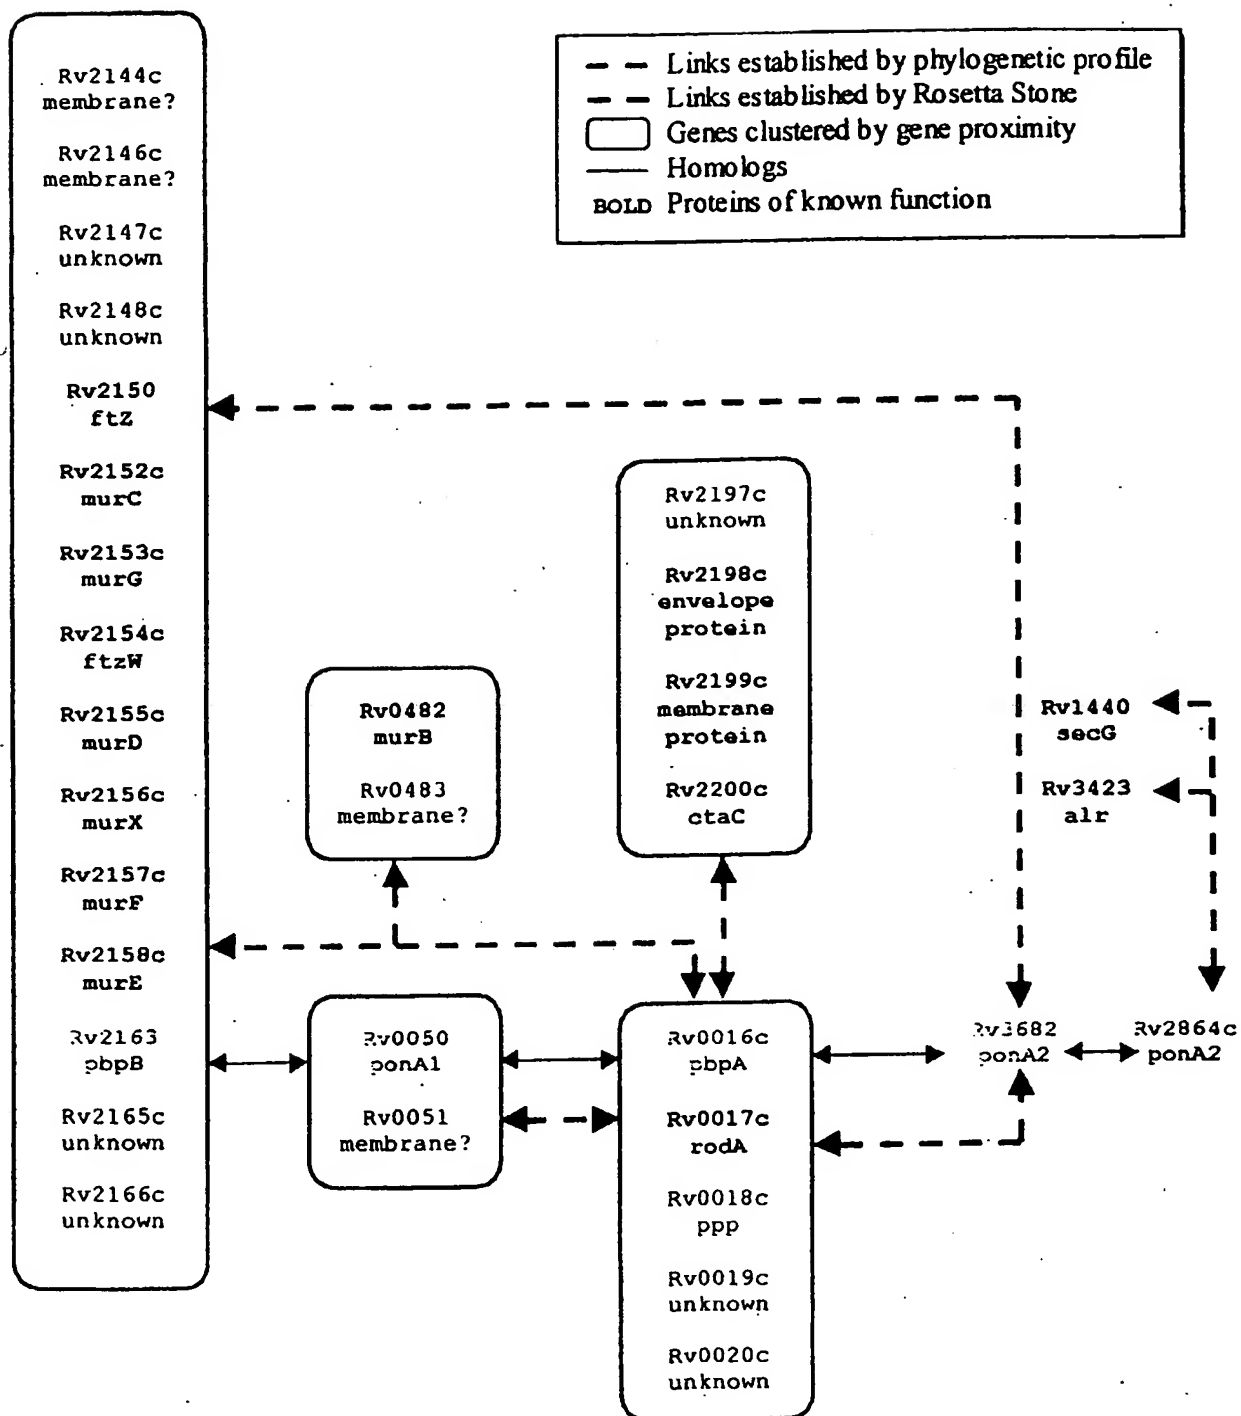 Links established by phylogenetic profile
Links established by Rosetta Stone
Genes clustered by gene proximity
Homologs
BOLD Proteins of known function
Rv2144c
membrane?
Rv2146c
membrane?
Rv2147c
unknown
Rv2148c
unknown
Rv2150
ftZ
Rv2152c
murC
Rv2153c
murG
Rv2154c
ftzW
Rv2155c
murD
Rv2156c
murX
Rv2157c
murF
Rv2158c
murE
Rv2163
pbpB
Rv2165c
unknown
Rv2166c
unknown
Rv0482
murB
Rv0483
membrane?
Rv0050
ponA1
Rv0051
membrane?
Rv2197c
unknown
Rv2198c
envelope
protein
Rv2199c
membrane
protein
Rv2200c
ctaC
Rv0016c
pbpA
Rv0017c
rodA
Rv0018c
ppp
Rv0019c
unknown
Rv0020c
unknown
Rv1440
secG
Rv3423
alr
Rv3682
ponA2
Rv2864c
ponA2